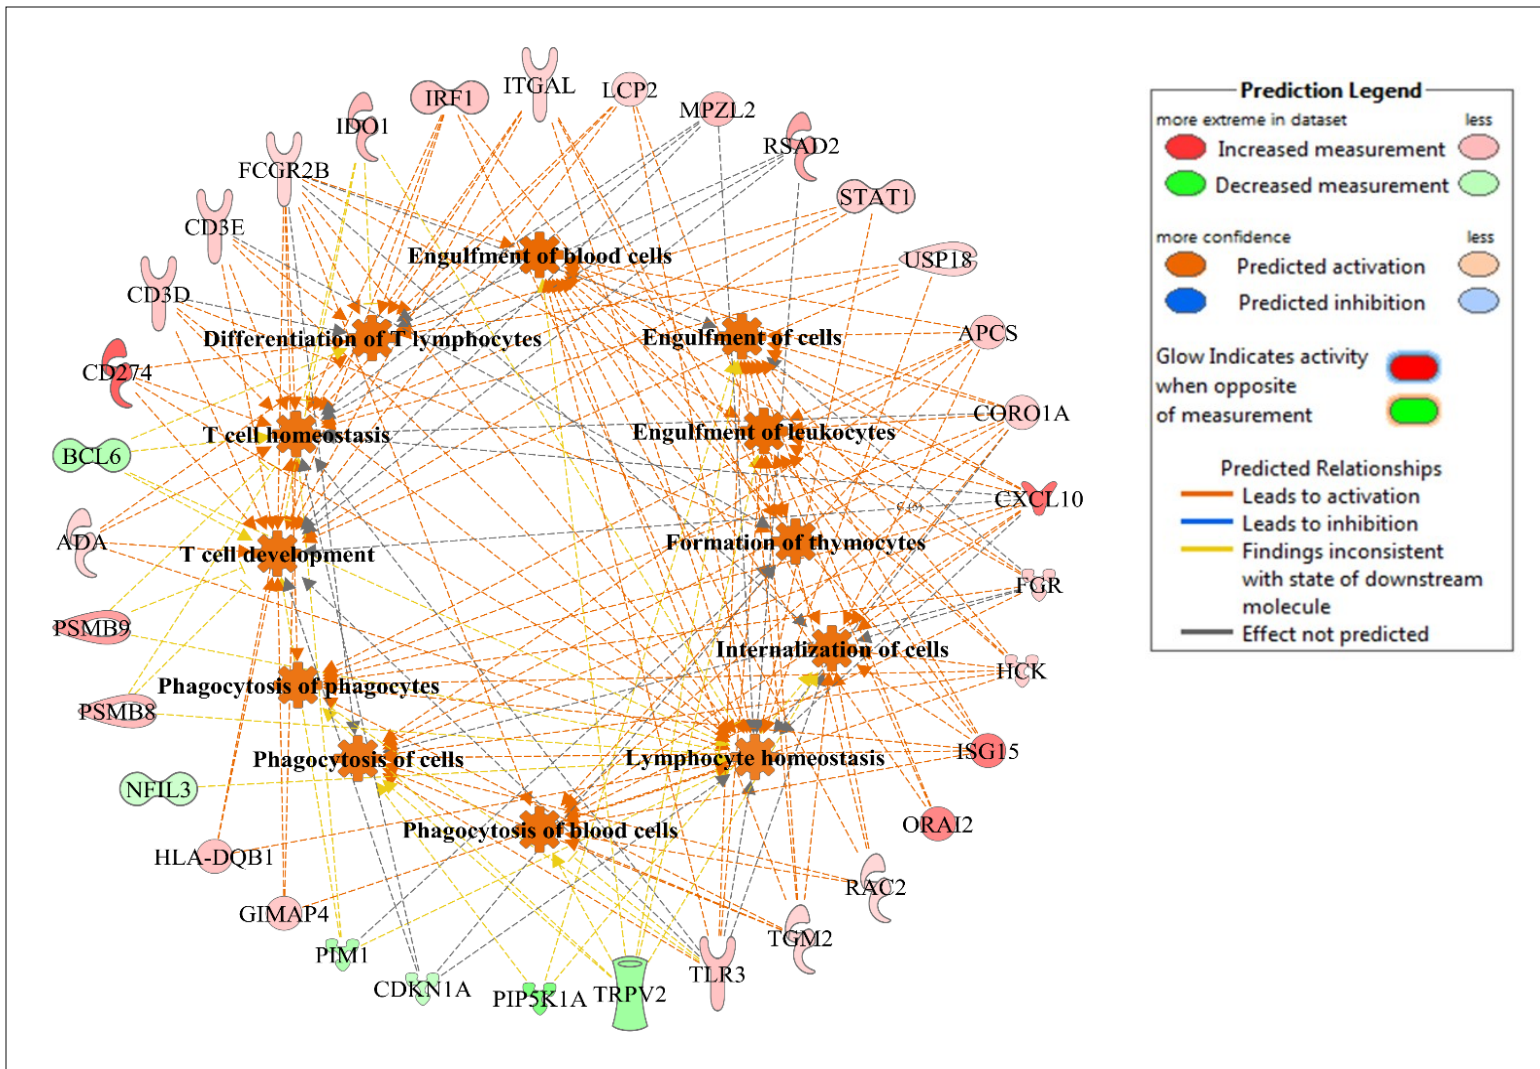 ITGAL
LCP2
IRF1
MPZL2
IDO1
RSAD2
FCGR2B
STAT1
CD3E
USP18
CD3D
APCS
CD274
CORO1A
BCL6
CXCL10
ADA
FGR
PSMB9
HCK
PSMB8
ISG15
NFIL3
ORAI2
HLA-DQB1
RAC2
GIMAP4
TGM2
PIM1
TLR3
CDKN1A
PIP5K1A
TRPV2
Engulfment of blood cells
Differentiation of T lymphocytes
Engulfment of cells
T cell homeostasis
Engulfment of leukocytes
T cell development
Formation of thymocytes
Internalization of cells
Phagocytosis of phagocytes
Phagocytosis of cells
Lymphocyte homeostasis
Phagocytosis of blood cells
Prediction Legend
more extreme in dataset less
Increased measurement
Decreased measurement
more confidence less
Predicted activation
Predicted inhibition
Glow Indicates activity
when opposite
of measurement
Predicted Relationships
Leads to activation
Leads to inhibition
Findings inconsistent
with state of downstream
molecule
Effect not predicted